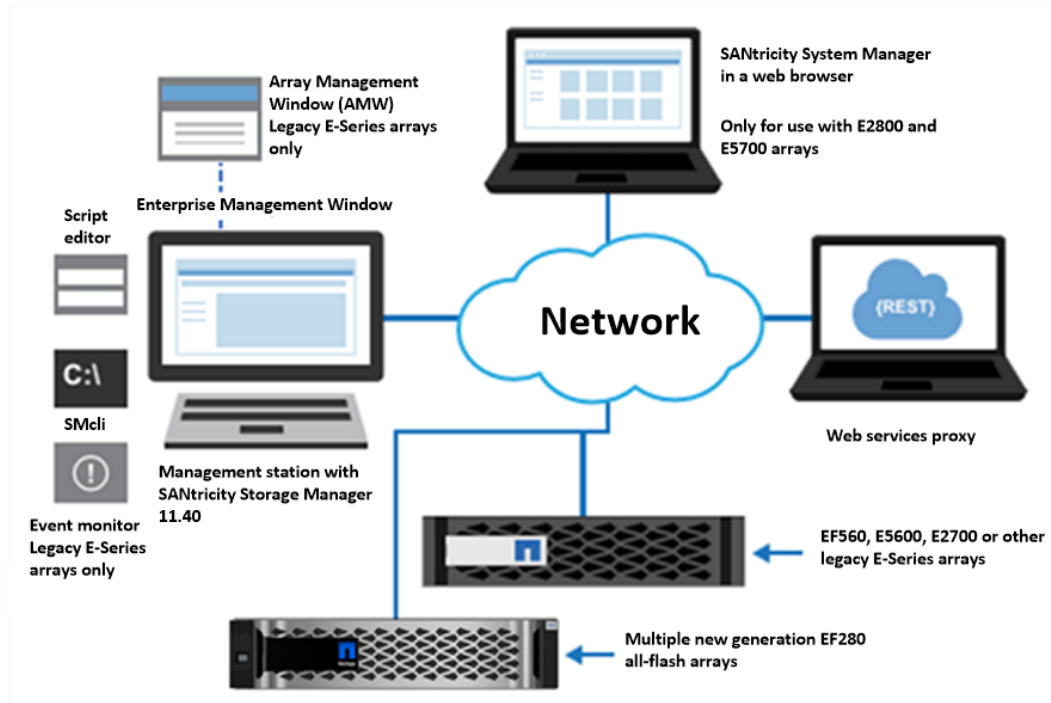 SANtricity System Manager
in a web browser
Only for use with E2800 and
E5700 arrays
Array Management
Window (AMW)
Legacy E-Series arrays
only
Enterprise Management Window
Script
editor
C:\
SMcli
Event monitor
Legacy E-Series
arrays only
Management station with
SANtricity Storage Manager
11.40
Network
{REST}
Web services proxy
EF560, E5600, E2700 or other
legacy E-Series arrays
Multiple new generation EF280
all-flash arrays